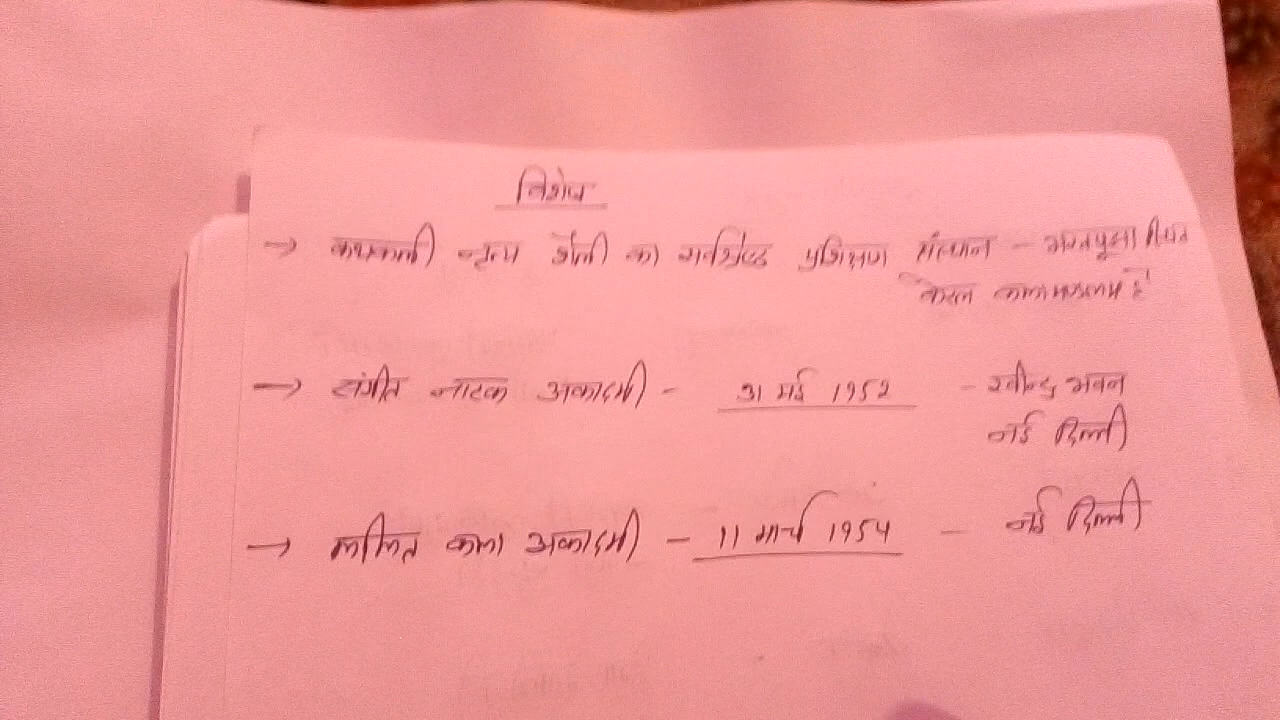 विशेष
→ कथकली नृत्य शैली का सर्वश्रेष्ठ प्रशिक्षण संस्थान -
केरल कलामण्डलम है
→ संगीत नाटक अकादमी - 31 मई 1952 - रवीन्द्र भवन
नई दिल्ली
→ ललित कला अकादमी - 11 मार्च 1954 - नई दिल्ली